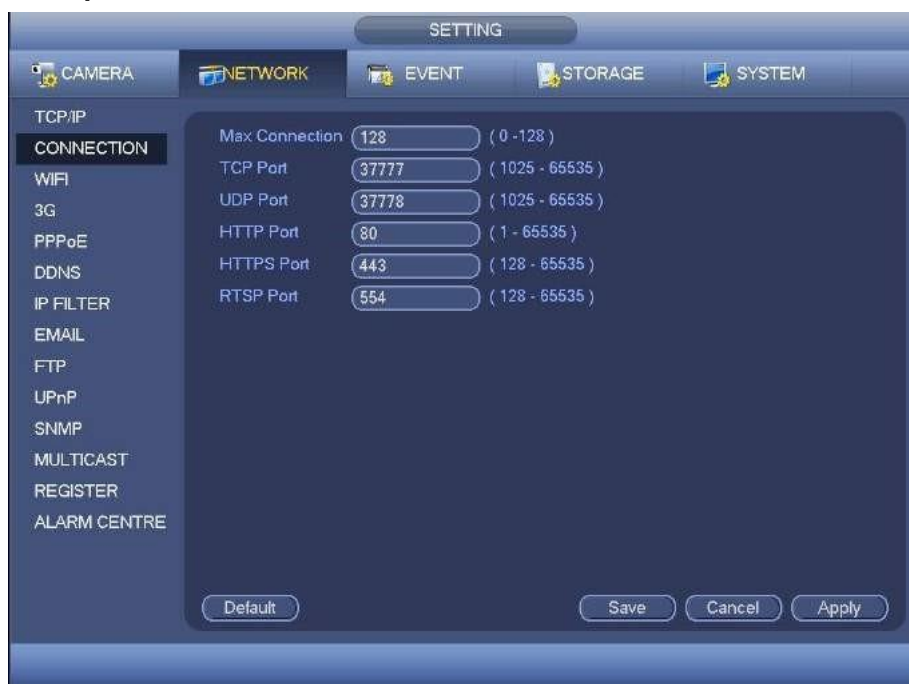 SETTING
CAMERA NETWORK EVENT STORAGE SYSTEM
TCP/IP
CONNECTION
WIFI
3G
PPPoE
DDNS
IP FILTER
EMAIL
FTP
UPnP
SNMP
MULTICAST
REGISTER
ALARM CENTRE
Max Connection 128 ( 0 -128 )
TCP Port 37777 ( 1025 - 65535 )
UDP Port 37778 ( 1025 - 65535 )
HTTP Port 80 ( 1 - 65535 )
HTTPS Port 443 ( 128 - 65535 )
RTSP Port 554 ( 128 - 65535 )
Default Save Cancel Apply